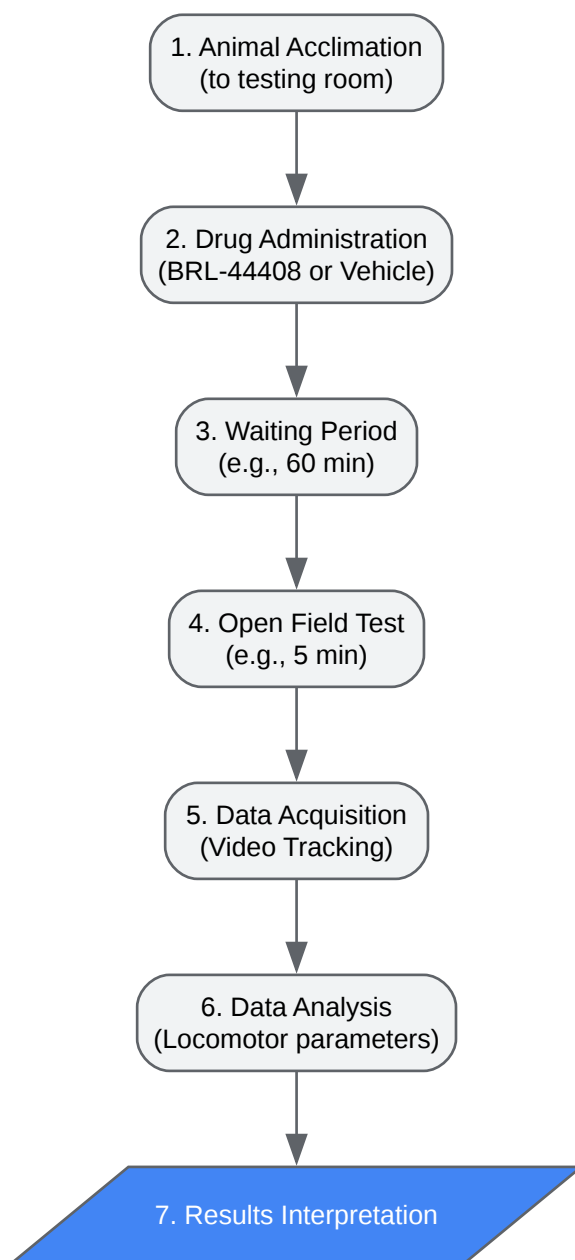 1. Animal Acclimation
(to testing room)
2. Drug Administration
(BRL-44408 or Vehicle)
3. Waiting Period
(e.g., 60 min)
4. Open Field Test
(e.g., 5 min)
5. Data Acquisition
(Video Tracking)
6. Data Analysis
(Locomotor parameters)
7. Results Interpretation